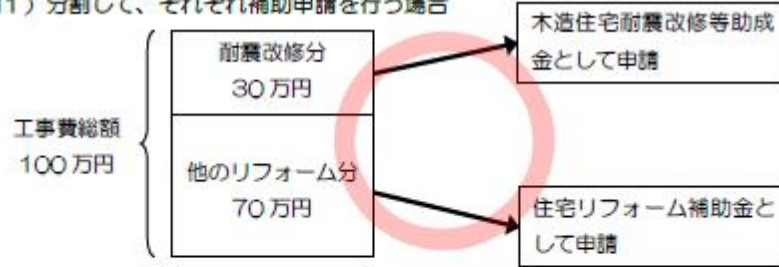 1）分割して、それぞれ補助申請を行う場合
工事費総額
100万円
耐震改修分
30万円
他のリフォーム分
70万円
木造住宅耐震改修等助成
金として申請
住宅リフォーム補助金と
して申請